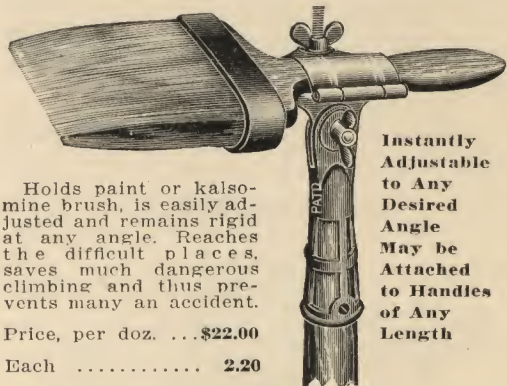 Holds paint or kalso-
mine brush, is easily ad-
justed and remains rigid
at any angle. Reaches
the difficult places,
saves much dangerous
climbing and thus pre-
vents many an accident.
Price, per doz. ...$22.00
Each ............ 2.20
PATD
Instantly
Adjustable
to Any
Desired
Angle
May be
Attached
to Handles
of Any
Length